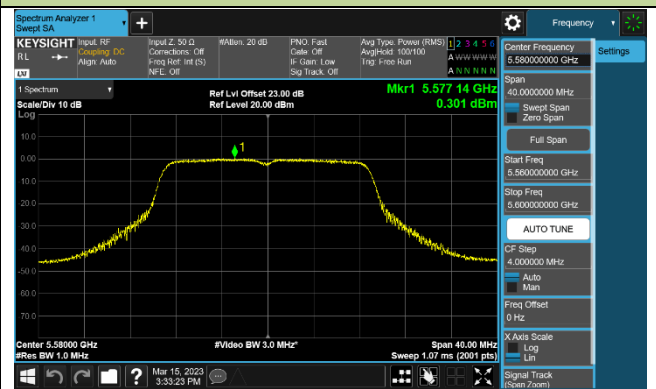 Spectrum Analyzer 1
Swept SA
+
Frequency
KEYSIGHT
RL
LXI
Input: RF
Coupling: DC
Align: Auto
Input Z: 50 Ω
Corrections: Off
Freq Ref: Int (S)
NFE: Off
#Atten: 20 dB
PNO: Fast
Gate: Off
IF Gain: Low
Sig Track: Off
Avg Type: Power (RMS)
Avg|Hold: 100/100
Trig: Free Run
1 2 3 4 5 6
A W W W W W
A N N N N N
1 Spectrum
Scale/Div 10 dB
Log
Ref Lvl Offset 23.00 dB
Ref Level 20.00 dBm
Mkr1 5.577 14 GHz
0.301 dBm
1
10.0
0.00
-10.0
-20.0
-30.0
-40.0
-50.0
-60.0
-70.0
Center 5.58000 GHz
#Res BW 1.0 MHz
#Video BW 3.0 MHz*
Span 40.00 MHz
Sweep 1.07 ms (2001 pts)
?
Mar 15, 2023
3:33:23 PM
Center Frequency
5.580000000 GHz
Span
40.0000000 MHz
Swept Span
Zero Span
Full Span
Start Freq
5.560000000 GHz
Stop Freq
5.600000000 GHz
AUTO TUNE
CF Step
4.000000 MHz
Auto
Man
Freq Offset
0 Hz
X Axis Scale
Log
Lin
Signal Track
(Span Zoom)
Settings